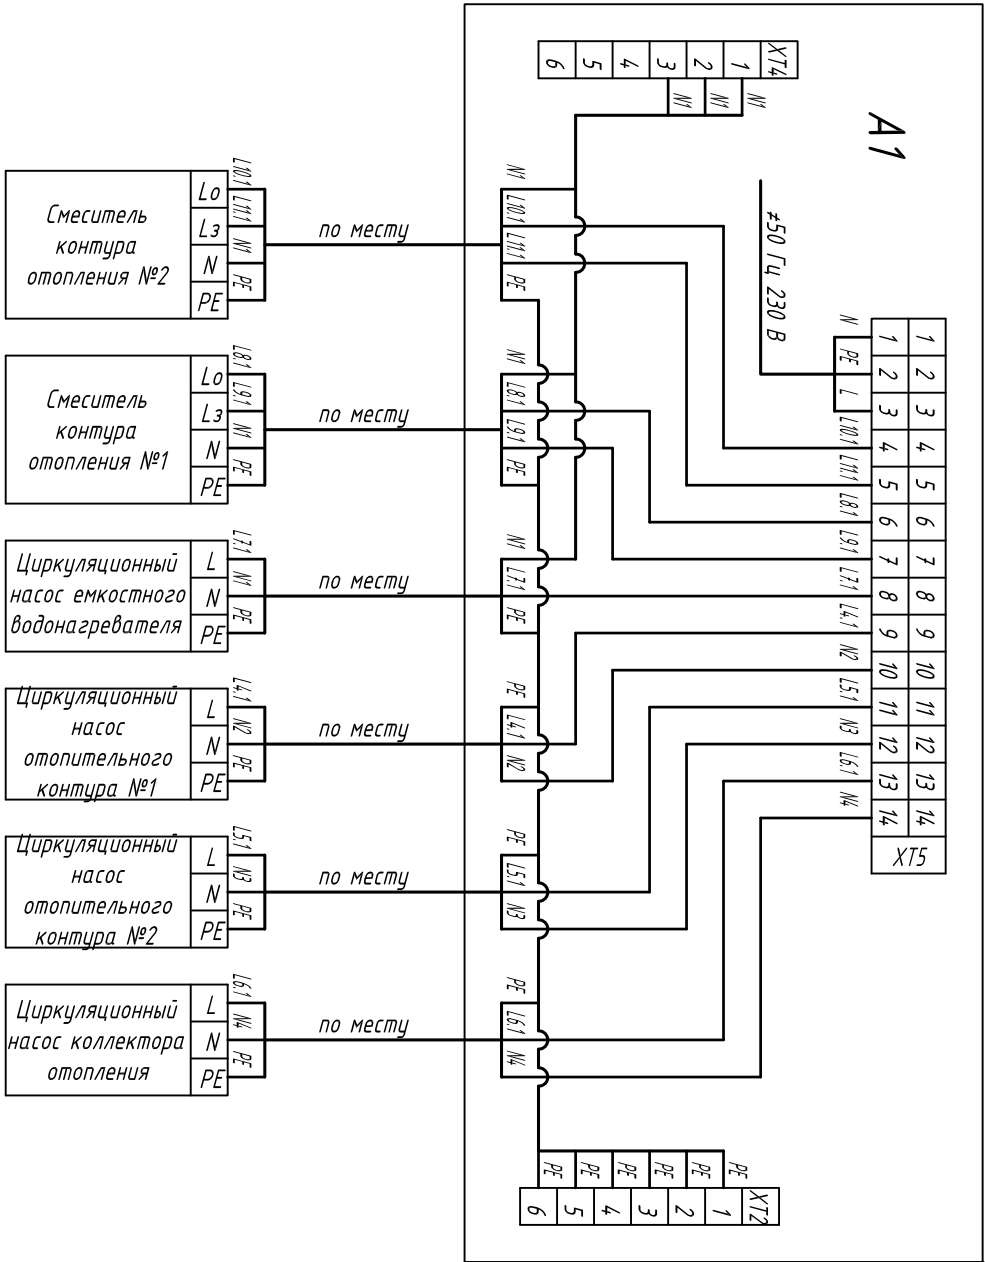 XT4
1
2
3
4
5
6
N1
N1
N1
A1
≠50 Гц 230 В
N
PE
L
L10.1
L11.1
L8.1
L9.1
L7.1
L4.1
N2
L5.1
N3
L6.1
N4
1 1
2 2
3 3
4 4
5 5
6 6
7 7
8 8
9 9
10 10
11 11
12 12
13 13
14 14
XT5
Смеситель
контура
отопления №2
Lо
Lз
N
PE
L10.1
L11.1
N1
PE
по месту
N1
L10.1
L11.1
PE
Смеситель
контура
отопления №1
Lо
Lз
N
PE
L8.1
L9.1
N1
PE
по месту
N1
L8.1
L9.1
PE
Циркуляционный
насос емкостного
водонагревателя
L
N
PE
L7.1
N1
PE
по месту
N1
L7.1
PE
Циркуляционный
насос
отопительного
контура №1
L
N
PE
L4.1
N2
PE
по месту
PE
L4.1
N2
Циркуляционный
насос
отопительного
контура №2
L
N
PE
L5.1
N3
PE
по месту
PE
L5.1
N3
Циркуляционный
насос коллектора
отопления
L
N
PE
L6.1
N4
PE
по месту
PE
L6.1
N4
PE
PE
PE
PE
PE
PE
XT2
1
2
3
4
5
6